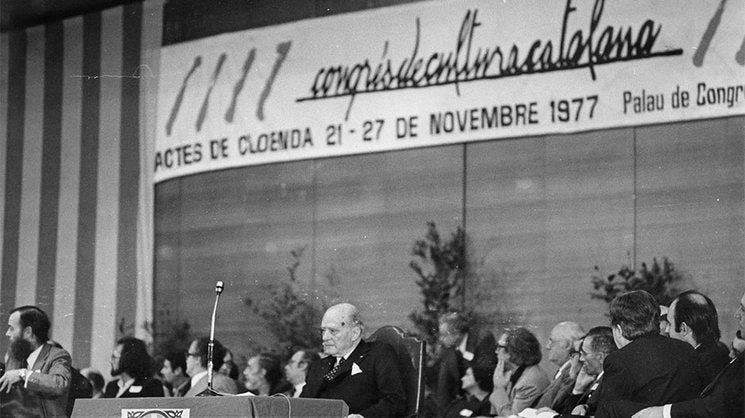 congrés de cultura catalana
ACTES DE CLOENDA 21 - 27 DE NOVEMBRE 1977 Palau de Congr